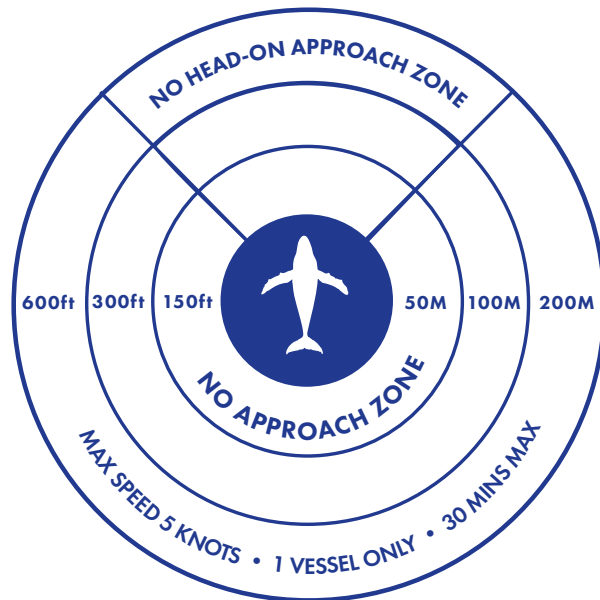 NO HEAD-ON APPROACH ZONE
600ft 300ft 150ft 50M 100M 200M
NO APPROACH ZONE
MAX SPEED 5 KNOTS • 1 VESSEL ONLY • 30 MINS MAX